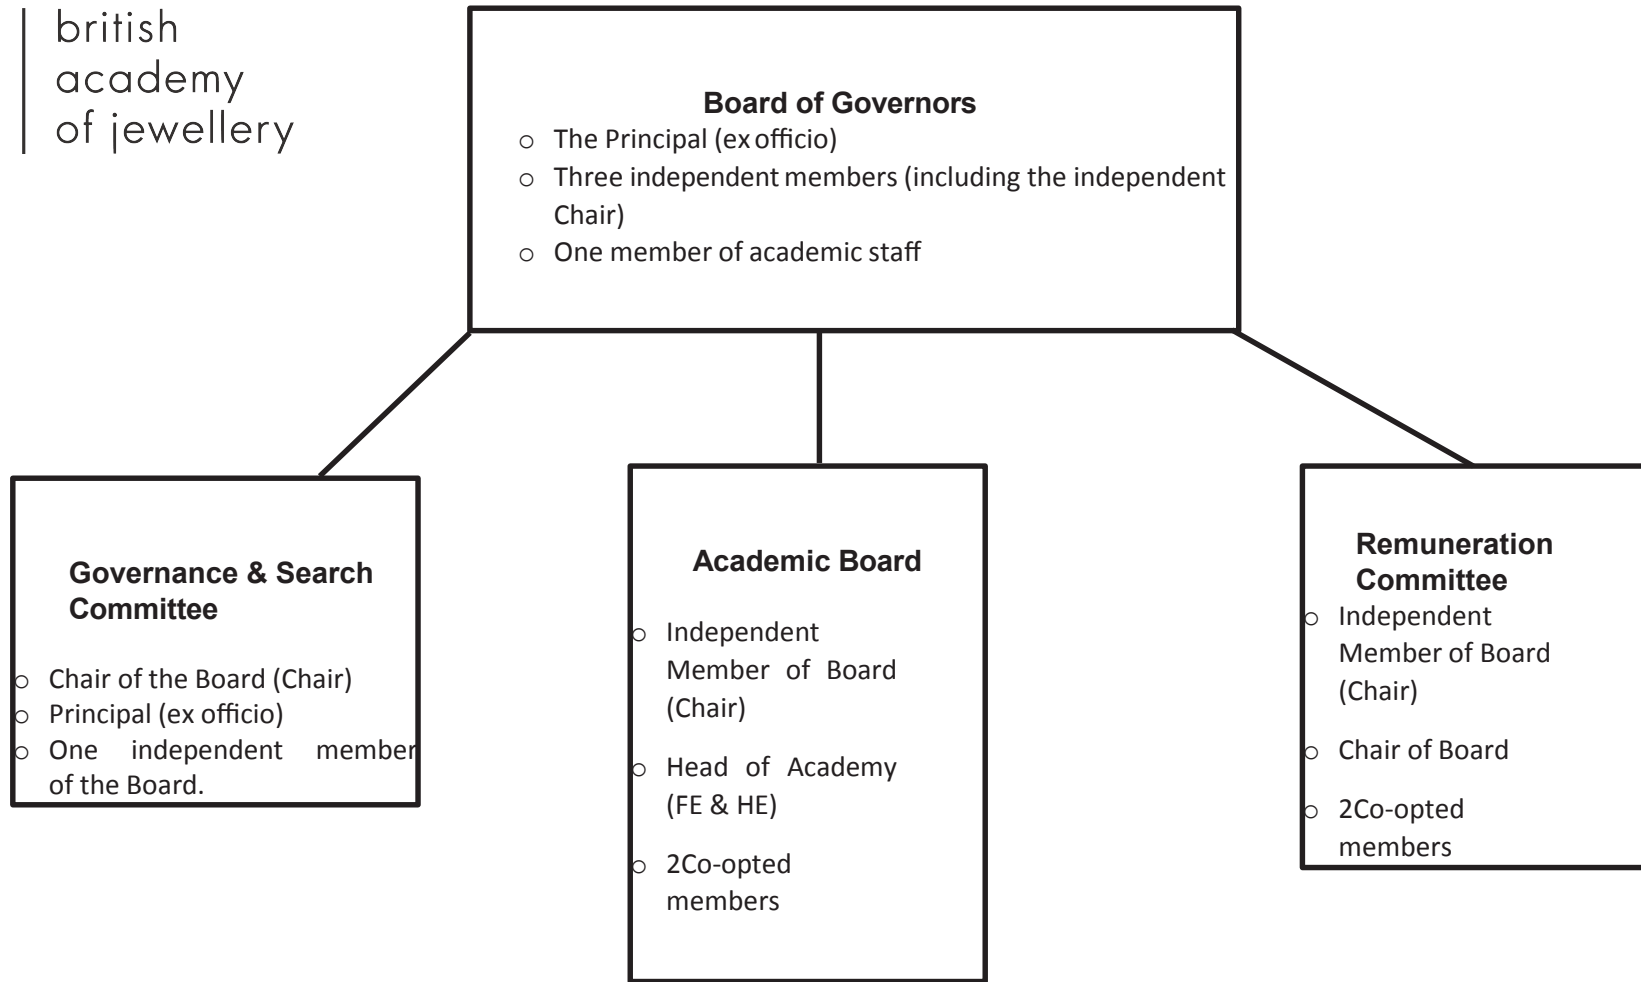 british
academy
of jewellery
Board of Governors
o The Principal (ex officio)
o Three independent members (including the independent
Chair)
o One member of academic staff
Governance & Search
Committee
o Chair of the Board (Chair)
o Principal (ex officio)
o One independent member
of the Board.
Academic Board
o Independent
Member of Board
(Chair)
o Head of Academy
(FE & HE)
o 2Co-opted
members
Remuneration
Committee
o Independent
Member of Board
(Chair)
o Chair of Board
o 2Co-opted
members